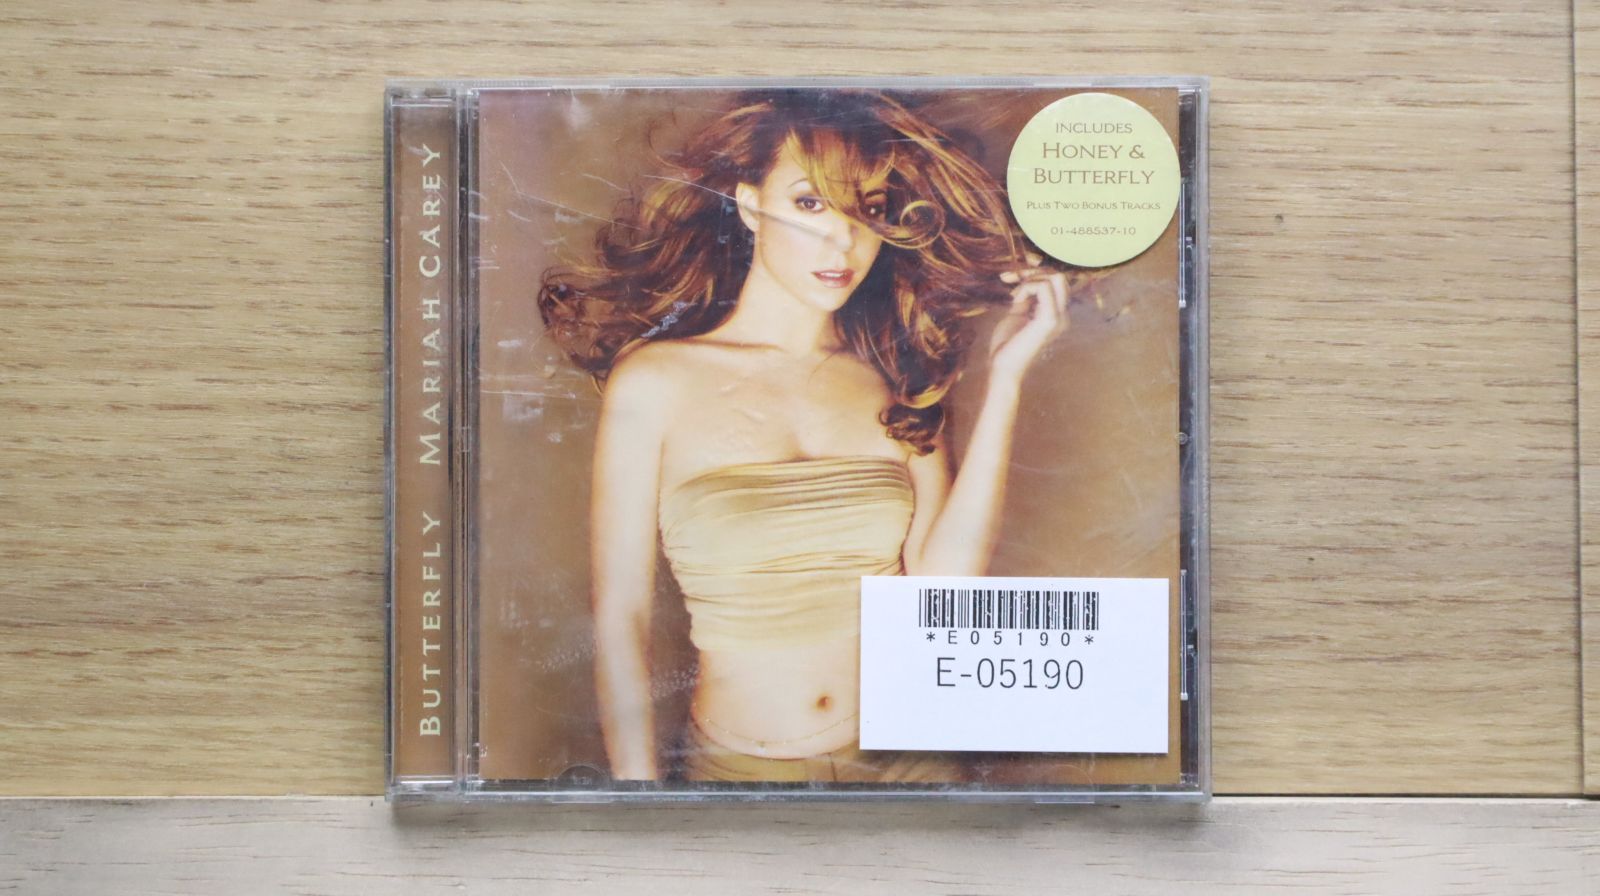 BUTTERFLY MARIAH CAREY
INCLUDES
HONEY &
BUTTERFLY
PLUS TWO BONUS TRACKS
01-488537-10
*E05190*
E-05190